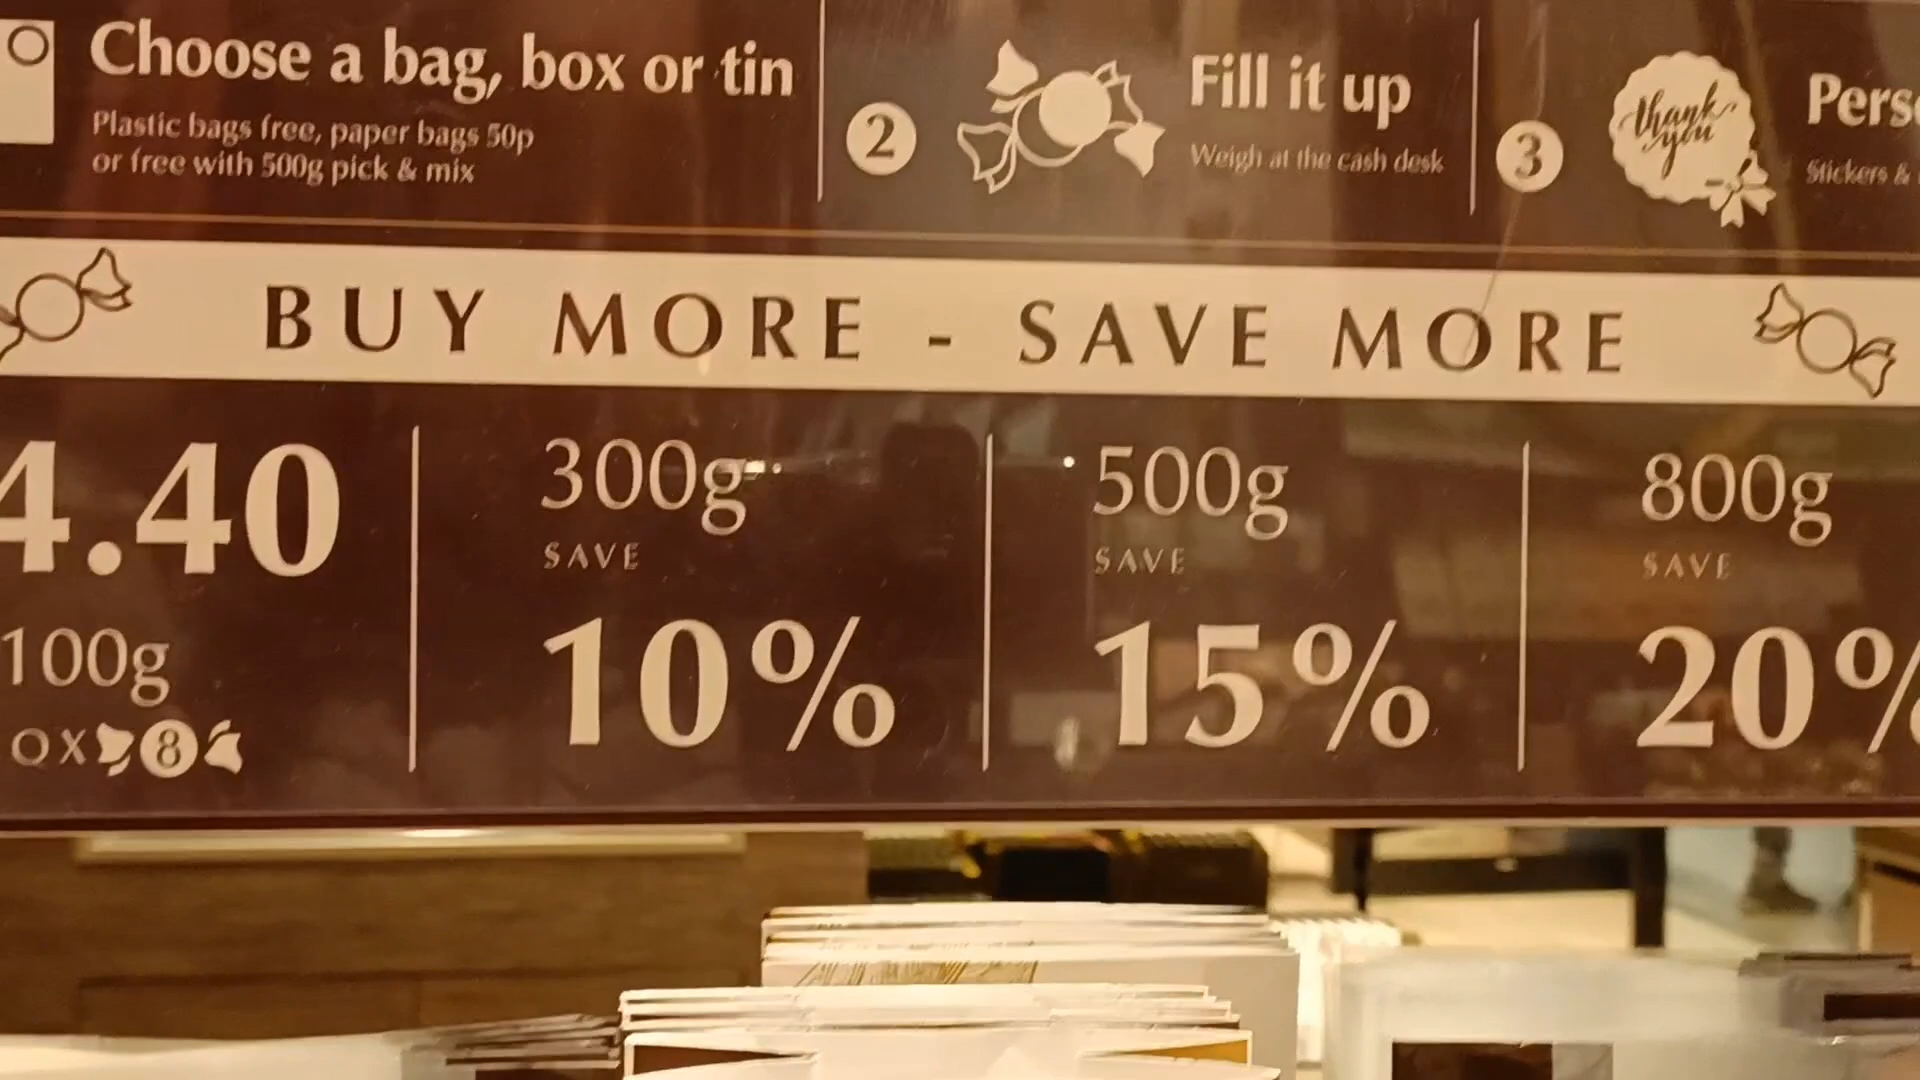 Choose a bag, box or tin
Plastic bags free, paper bags 50p
or free with 500g pick & mix
2
Fill it up
Weigh at the cash desk
3
thank
you
Stickers &
BUY MORE - SAVE MORE
4.40
100g
8
300g
SAVE
10%
500g
SAVE
15%
800g
SAVE
20%